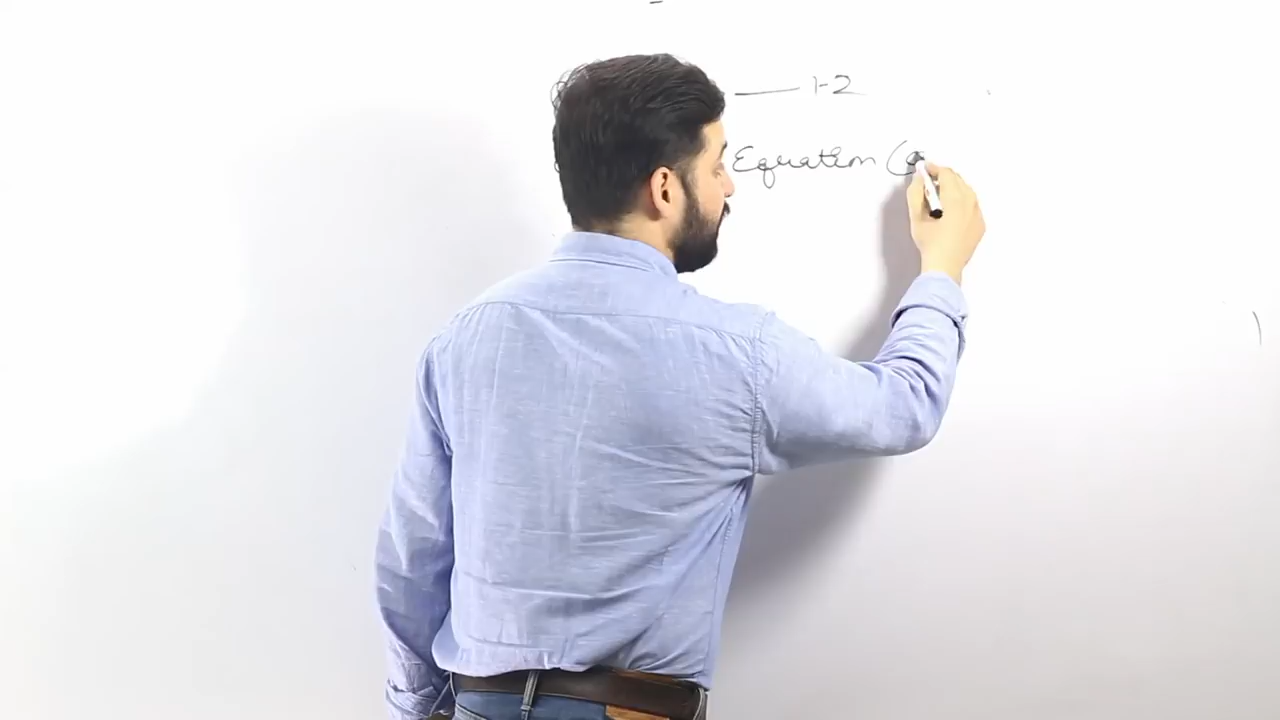 —— 1-2
Equation (